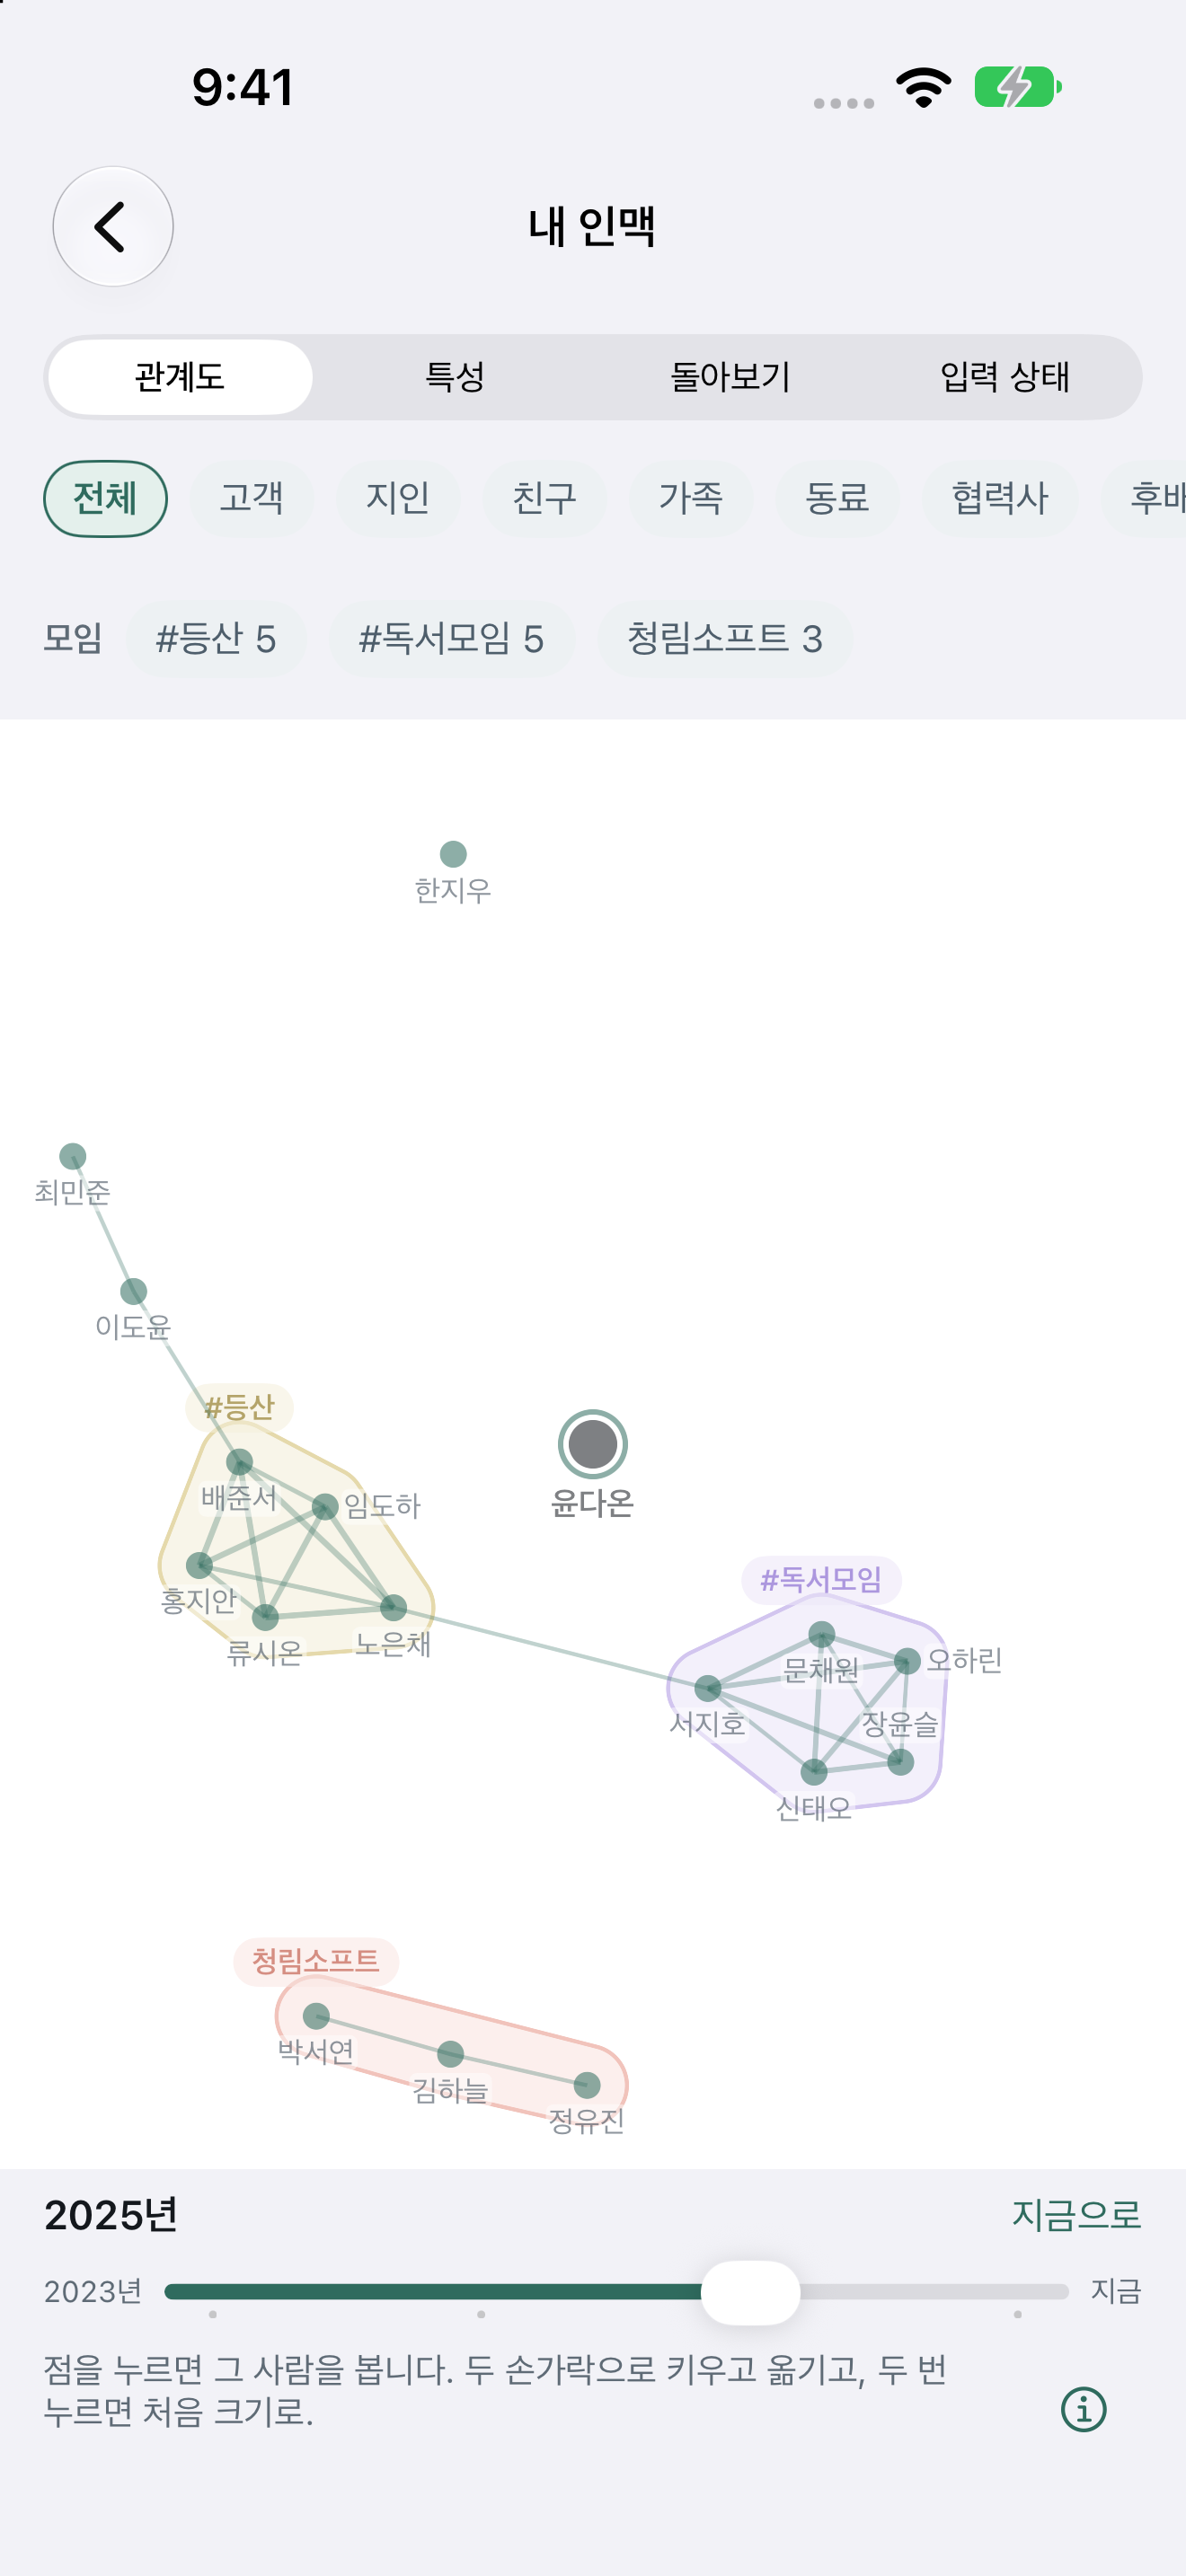 9:41
내 인맥
관계도 특성 돌아보기 입력 상태
전체 고객 지인 친구 가족 동료 협력사 후배
모임 #등산 5 #독서모임 5 청림소프트 3
한지우
최민준
이도윤
#등산
배준서
임도하
윤다온
홍지안
류시온
노은채
#독서모임
문채원
오하린
서지호
장윤슬
신태오
청림소프트
박서연
김하늘
정유진
2025년 지금으로
2023년 지금
점을 누르면 그 사람을 봅니다. 두 손가락으로 키우고 옮기고, 두 번
누르면 처음 크기로.